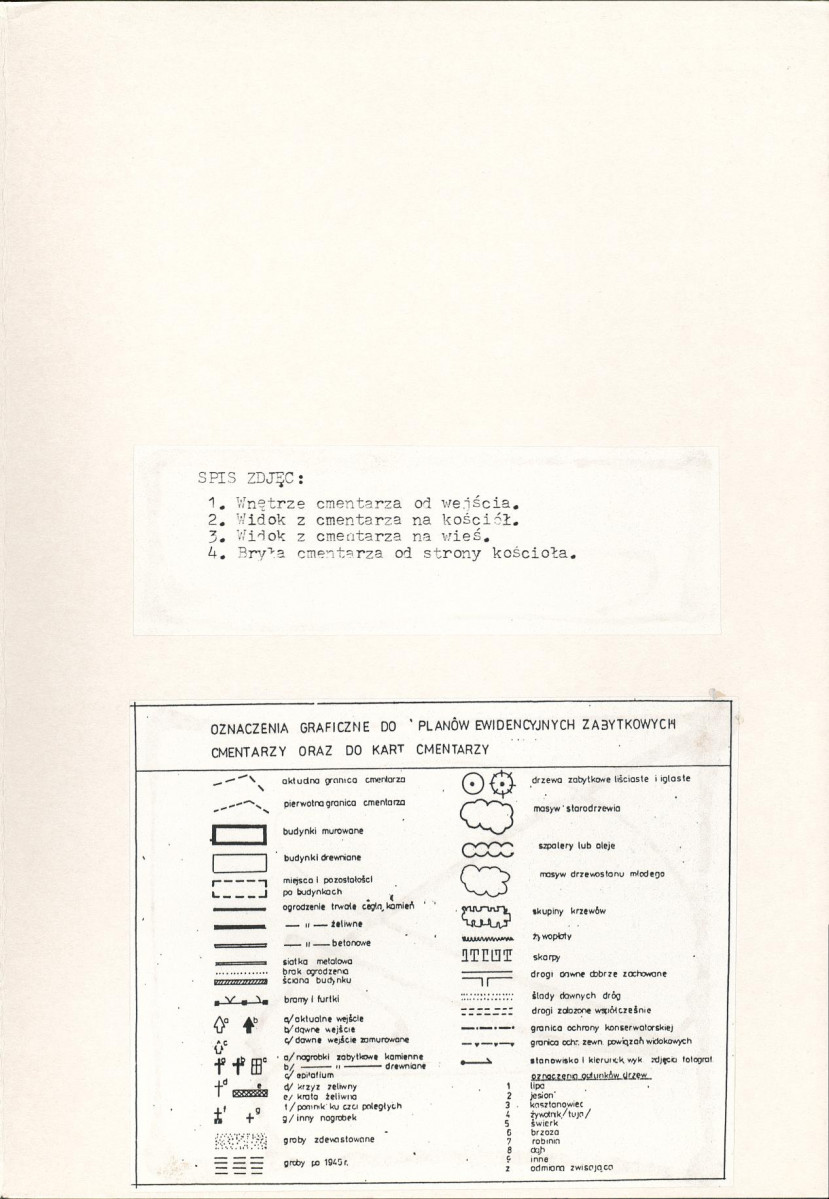 SPIS ZDJĘC:
1. Wnętrze cmentarza od wejścia.
2. Widok z cmentarza na kościół.
3. Widok z cmentarza na wieś.
4. Bryła cmentarza od strony kościoła.
OZNACZENIA GRAFICZNE DO PLANÓW EWIDENCYJNYCH ZABYTKOWYCH
CMENTARZY ORAZ DO KART CMENTARZY
aktualna granica cmentarza
pierwotna granica cmentarza
budynki murowane
budynki drewniane
miejsca i pozostałości
po budynkach
ogrodzenie trwałe cegła, kamień
— " — żeliwne
— " — betonowe
siatka metalowa
brak ogrodzenia
ściana budynku
bramy i furtki
a b a/ aktualne wejście
b/ dawne wejście
c c/ dawne wejście zamurowane
a b c a/ nagrobki zabytkowe kamienne
b/ — " — drewniane
c/ epitafium
d e d/ krzyż żeliwny
e/ krata żeliwna
f g f/ pomnik ku czci poległych
g/ inny nagrobek
groby zdewastowane
groby po 1945 r.
drzewa zabytkowe liściaste i iglaste
masyw starodrzewia
szpalery lub aleje
masyw drzewostanu młodego
skupiny krzewów
żywopłoty
skarpy
drogi dawne dobrze zachowane
ślady dawnych dróg
drogi założone współcześnie
granica ochrony konserwatorskiej
granica ochr. zewn. powiązań widokowych
stanowisko i kierunek wyk. zdjęcia fotograf.
oznaczenia gatunków drzew
1 lipa
2 jesion
3 kasztanowiec
4 żywotnik/tuja/
5 świerk
6 brzoza
7 robinia
8 dąb
9 inne
z odmiana zwisająca